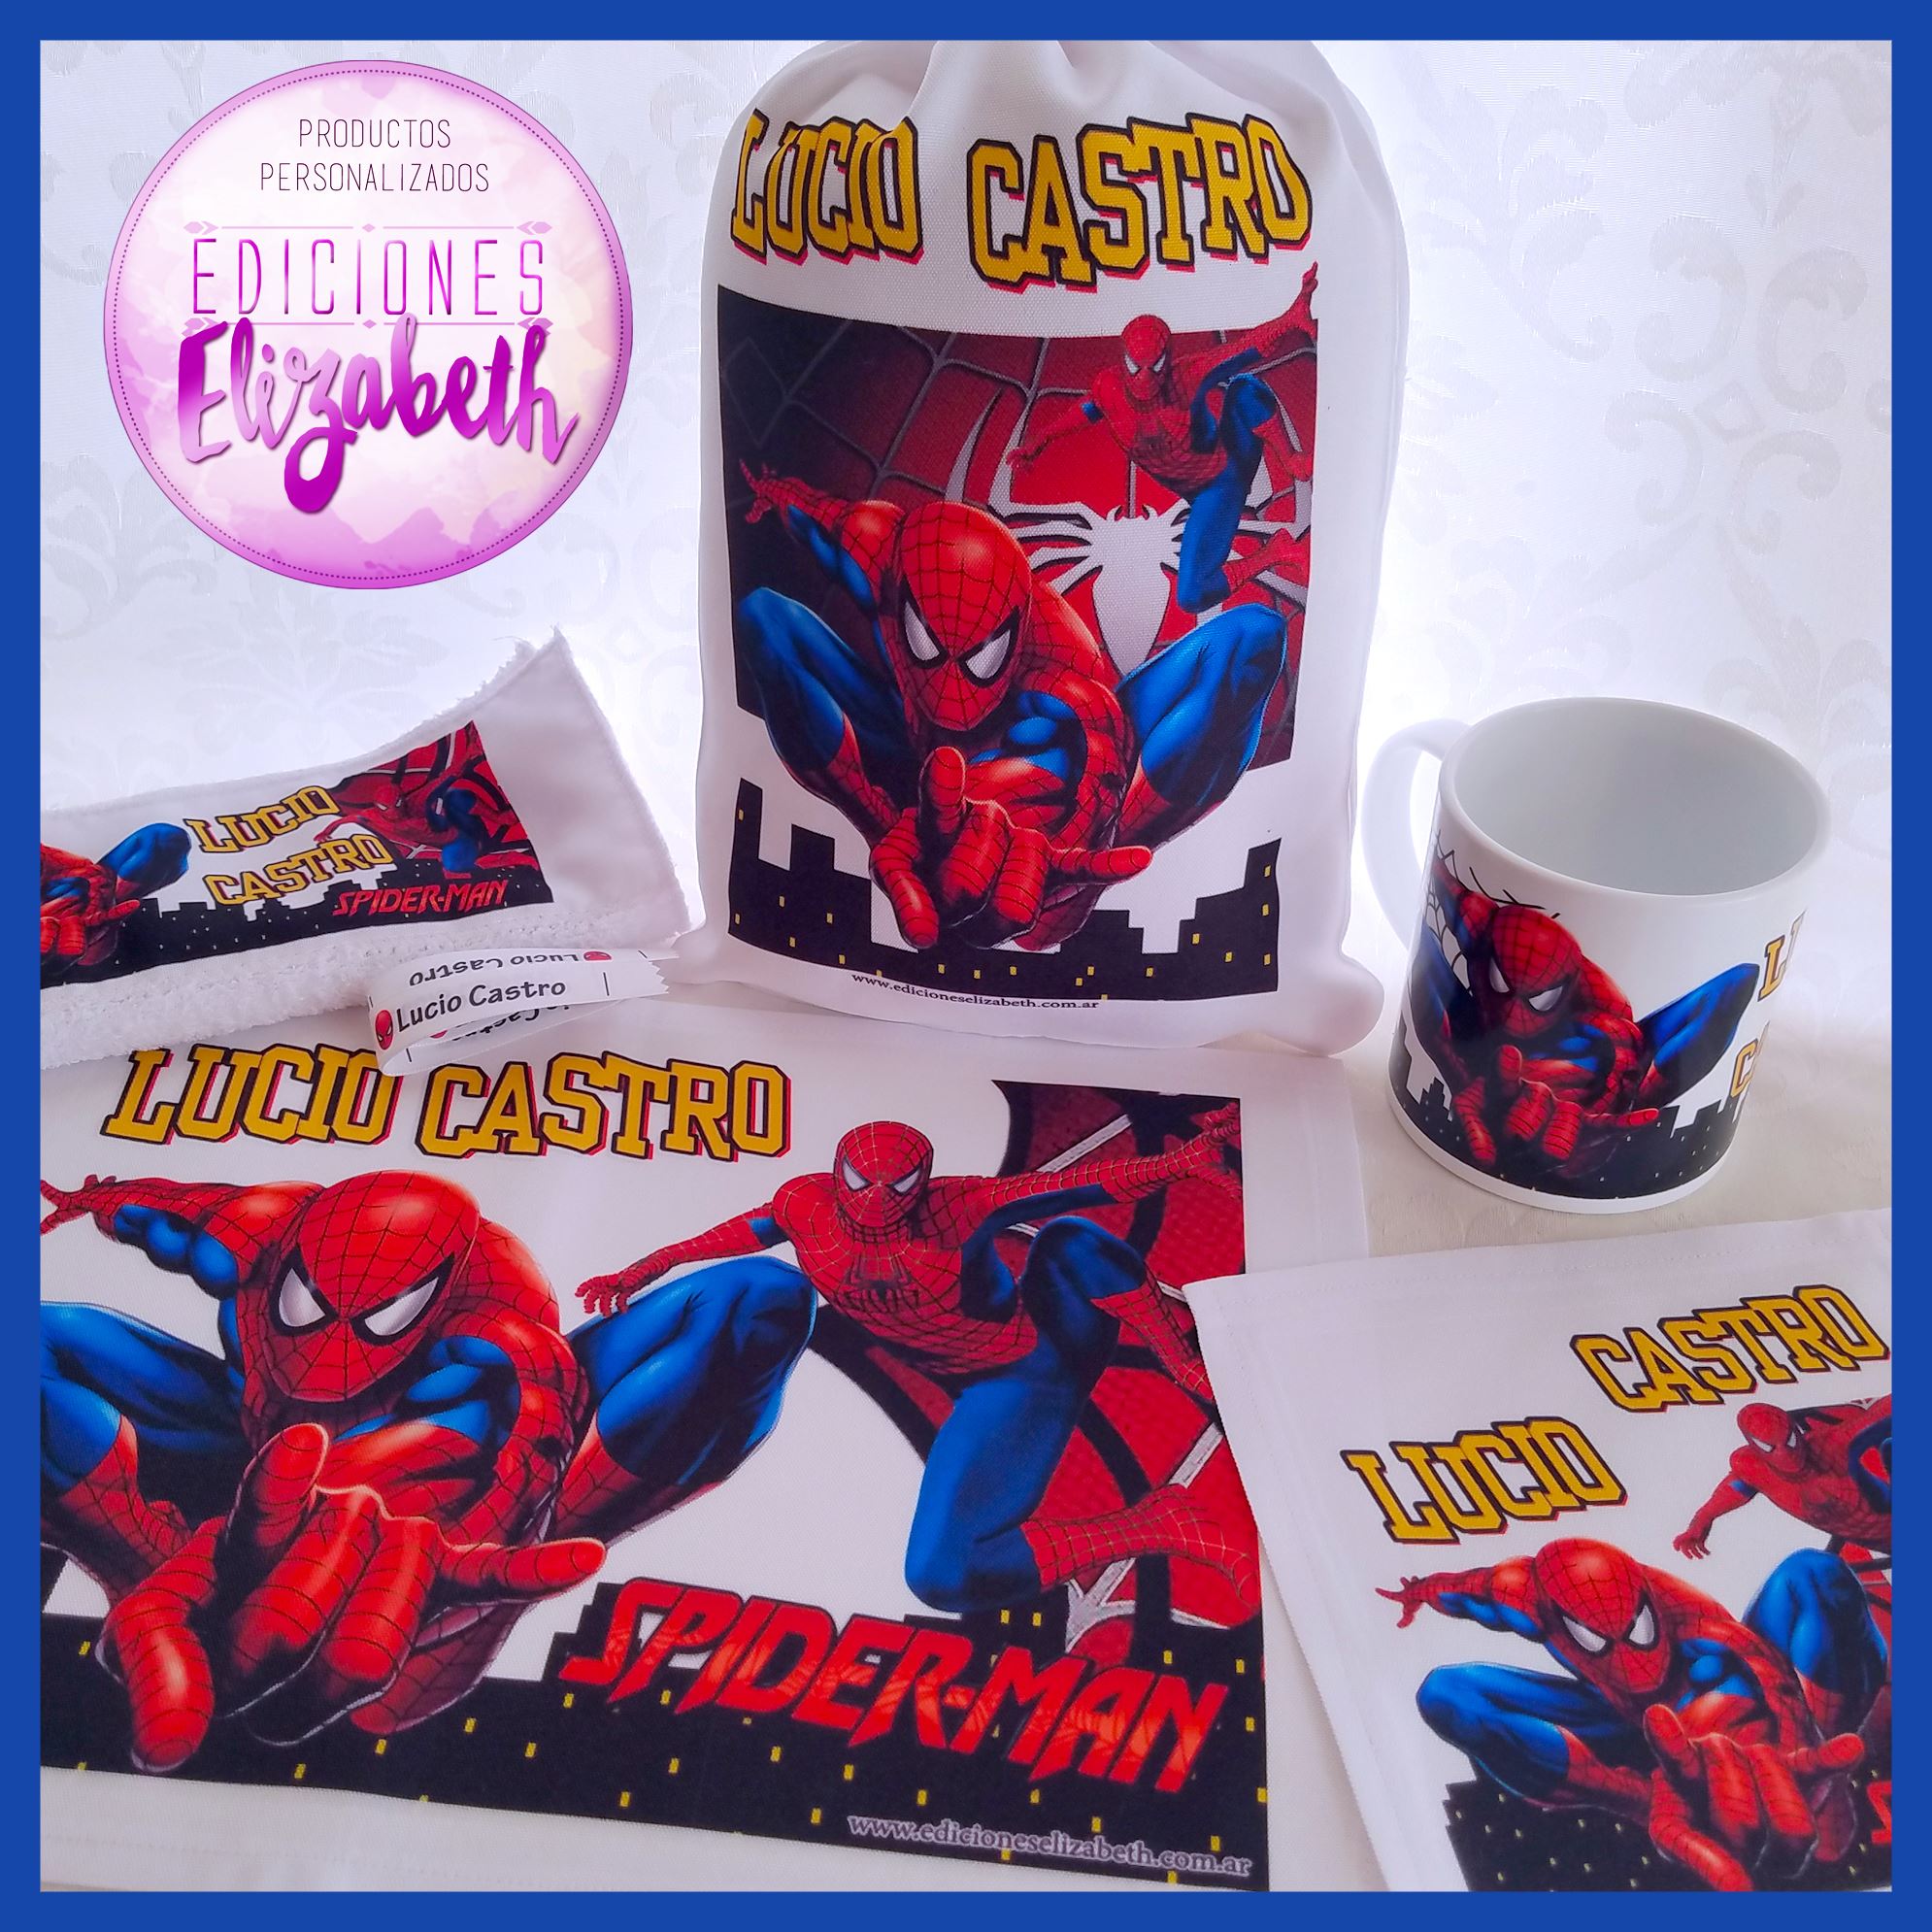 PRODUCTOS
PERSONALIZADOS
EDICIONES
Elizabeth
LUCIO CASTRO
www.edicioneselizabeth.com.ar
LUCIO
CASTRO
SPIDER-MAN
Lucio Castro
Lucio Castro
LUCIO CASTRO
SPIDER-MAN
www.edicioneselizabeth.com.ar
CASTRO
LUCIO